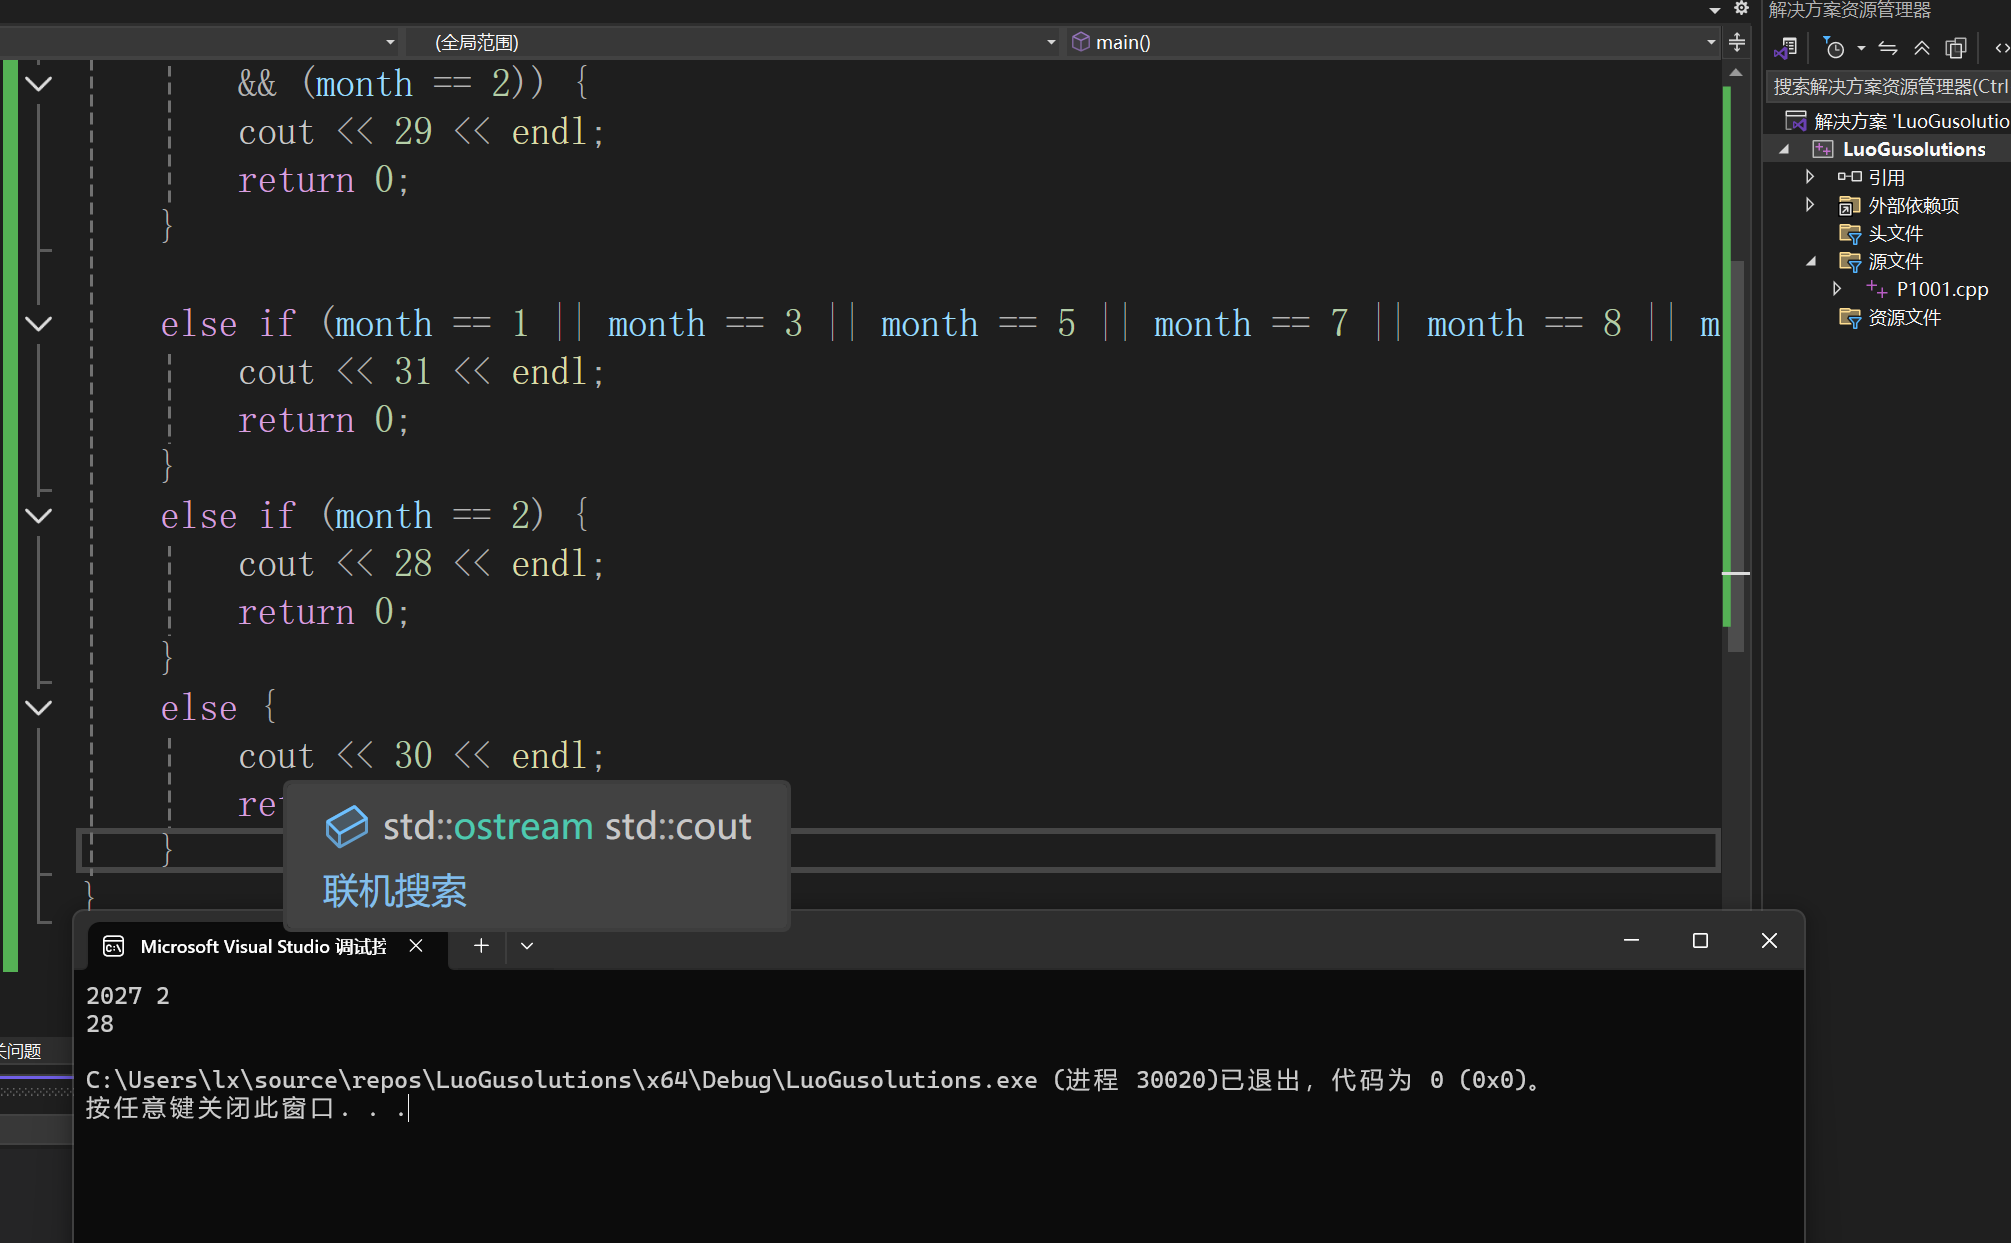 解决方案资源管理器
(全局范围)
main()
搜索解决方案资源管理器(Ctrl
解决方案 'LuoGusolutio
LuoGusolutions
引用
外部依赖项
头文件
源文件
P1001.cpp
资源文件
&& (month == 2)) {
cout << 29 << endl;
return 0;
}
else if (month == 1 || month == 3 || month == 5 || month == 7 || month == 8 || m
cout << 31 << endl;
return 0;
}
else if (month == 2) {
cout << 28 << endl;
return 0;
}
else {
cout << 30 << endl;
ret
std::ostream std::cout
联机搜索
}
}
Microsoft Visual Studio 调试控
2027 2
28
C:\Users\lx\source\repos\LuoGusolutions\x64\Debug\LuoGusolutions.exe (进程 30020)已退出，代码为 0 (0x0)。
按任意键关闭此窗口. . .
关问题